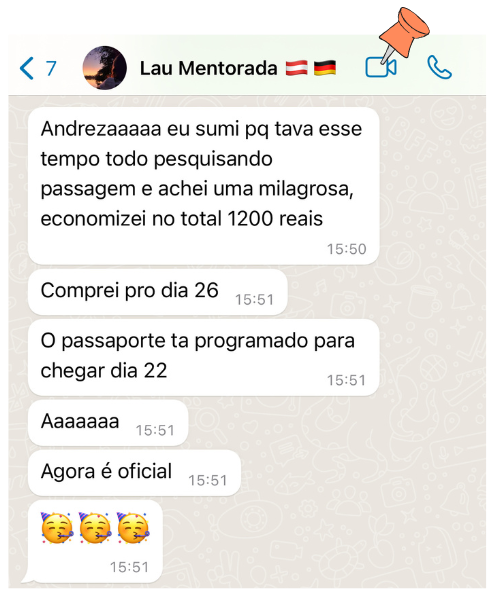 7
Lau Mentorada 🇦🇹 🇩🇪
Andrezaaaaa eu sumi pq tava esse
tempo todo pesquisando
passagem e achei uma milagrosa,
economizei no total 1200 reais
15:50
Comprei pro dia 26 15:51
O passaporte ta programado para
chegar dia 22
15:51
Aaaaaaa 15:51
Agora é oficial 15:51
🥳🥳🥳
15:51